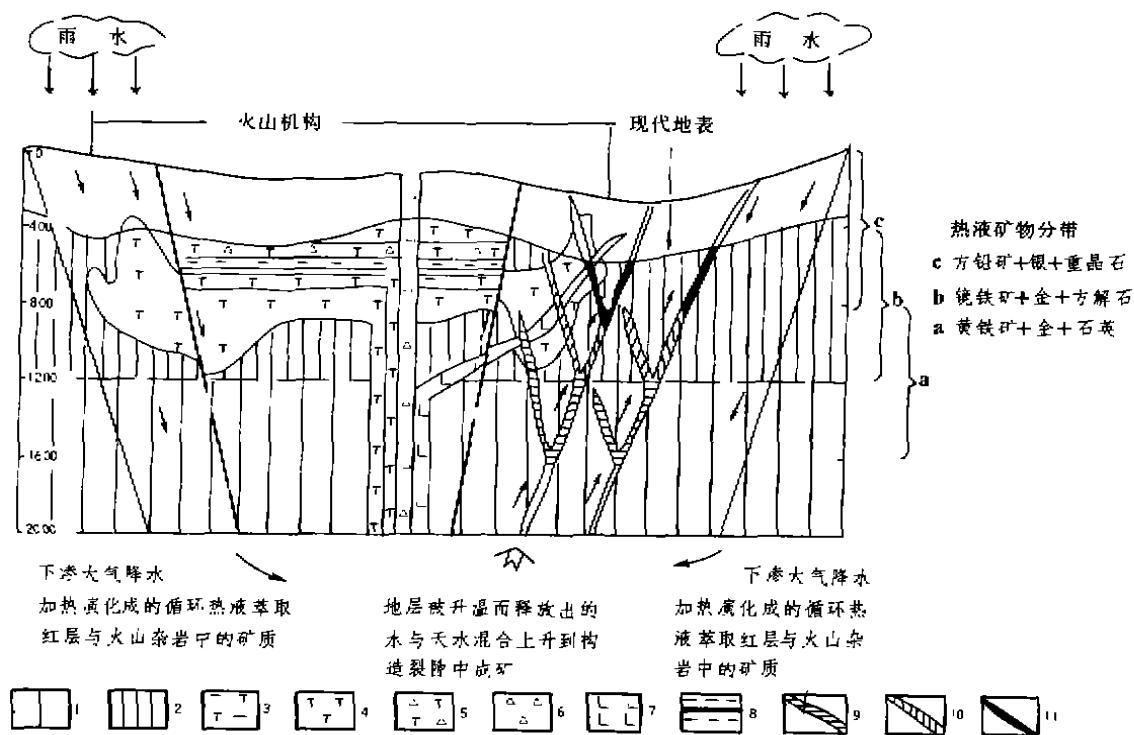 雨 水
雨 水
火山机构
现代地表
0
400
800
1200
1600
2000
c
b
a
热液矿物分带
c 方铅矿+银+重晶石
b 镜铁矿+金+方解石
a 黄铁矿+金+石英
下渗大气降水
加热演化成的循环热液萃取
红层与火山杂岩中的矿质
地层被升温而释放出的
水与天水混合上升到构
造裂隙中成矿
下渗大气降水
加热演化成的循环热
液萃取红层与火山杂
岩中的矿质
1 2 3 4 5 6 7 8 9 10 11